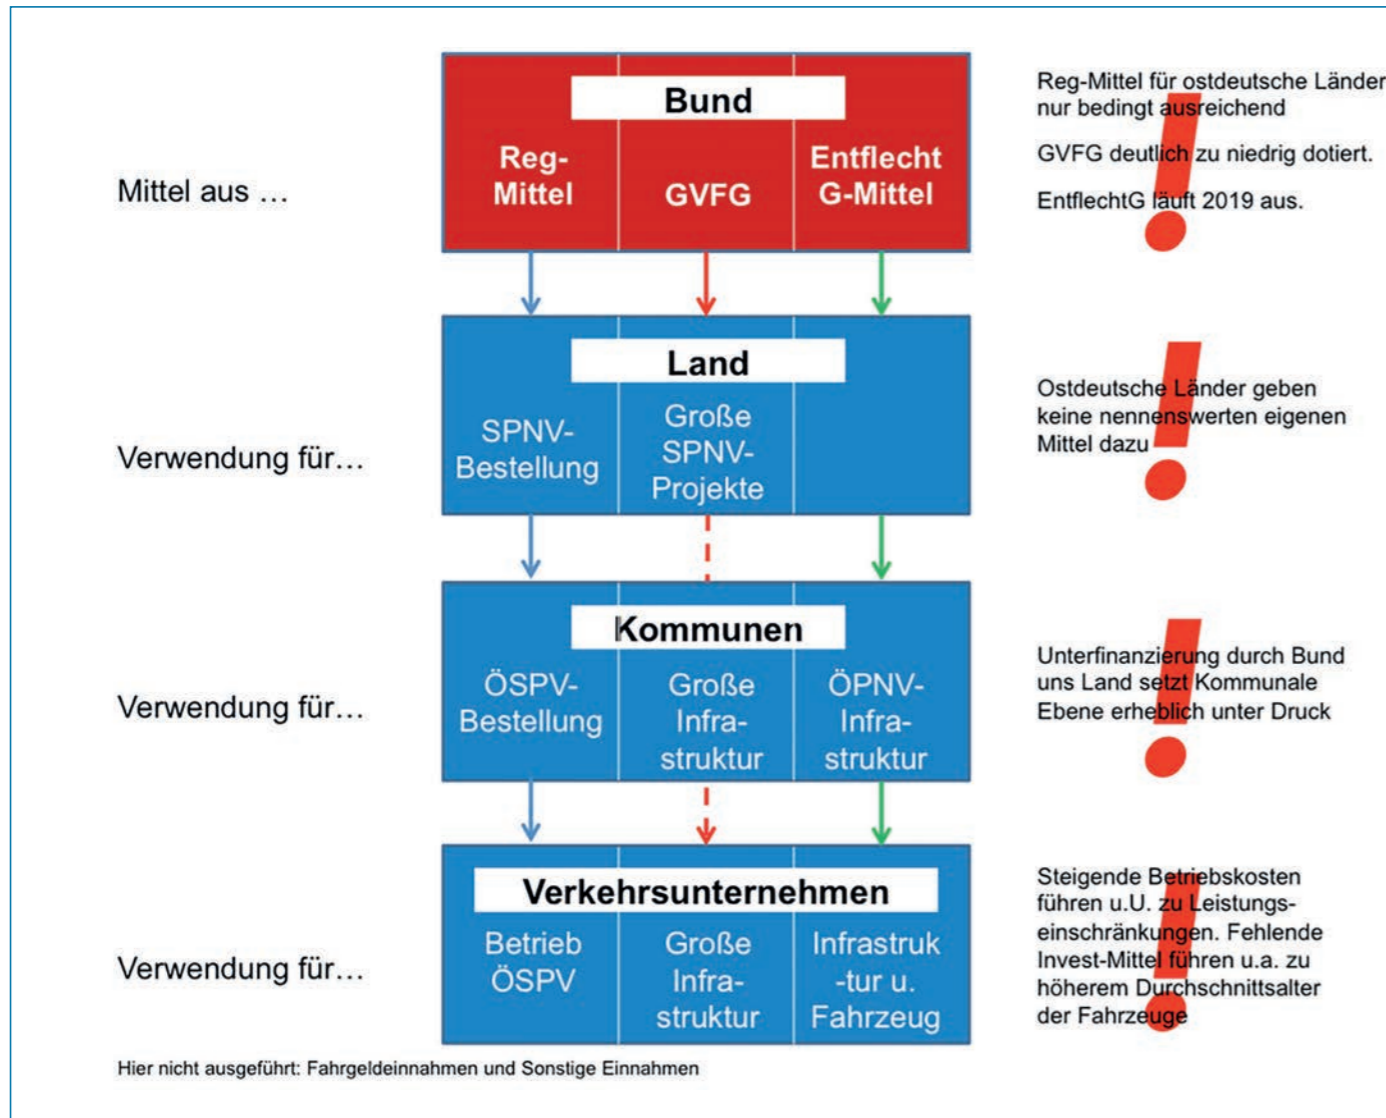 Bund
Reg-
Mittel
GVFG
Entflecht
G-Mittel
Mittel aus …
Reg-Mittel für ostdeutsche Länder
nur bedingt ausreichend
GVFG deutlich zu niedrig dotiert.
EntflechtG läuft 2019 aus.
Land
SPNV-
Bestellung
Große
SPNV-
Projekte
Verwendung für…
Ostdeutsche Länder geben
keine nennenswerten eigenen
Mittel dazu
Kommunen
ÖSPV-
Bestellung
Große
Infra-
struktur
ÖPNV-
Infra-
struktur
Verwendung für…
Unterfinanzierung durch Bund
uns Land setzt Kommunale
Ebene erheblich unter Druck
Verkehrsunternehmen
Betrieb
ÖSPV
Große
Infra-
struktur
Infrastruk
-tur u.
Fahrzeug
Verwendung für…
Steigende Betriebskosten
führen u.U. zu Leistungs-
einschränkungen. Fehlende
Invest-Mittel führen u.a. zu
höherem Durchschnittsalter
der Fahrzeuge
Hier nicht ausgeführt: Fahrgeldeinnahmen und Sonstige Einnahmen